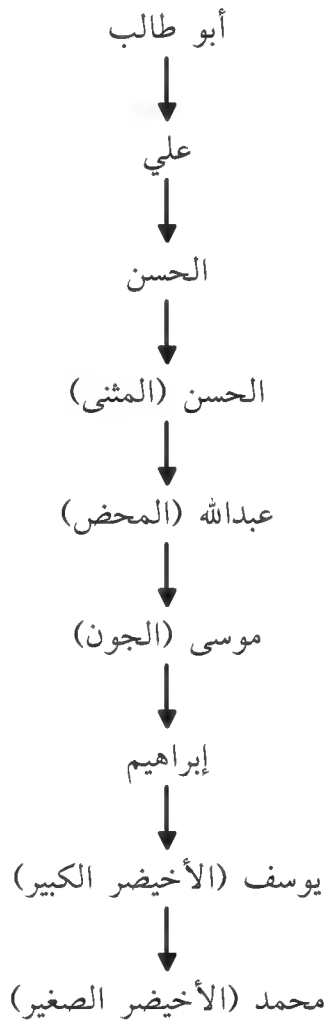 أبو طالب
علي
الحسن
الحسن (المثنى)
عبدالله (المحض)
موسى (الجون)
إبراهيم
يوسف (الأخيضر الكبير)
محمد (الأخيضر الصغير)